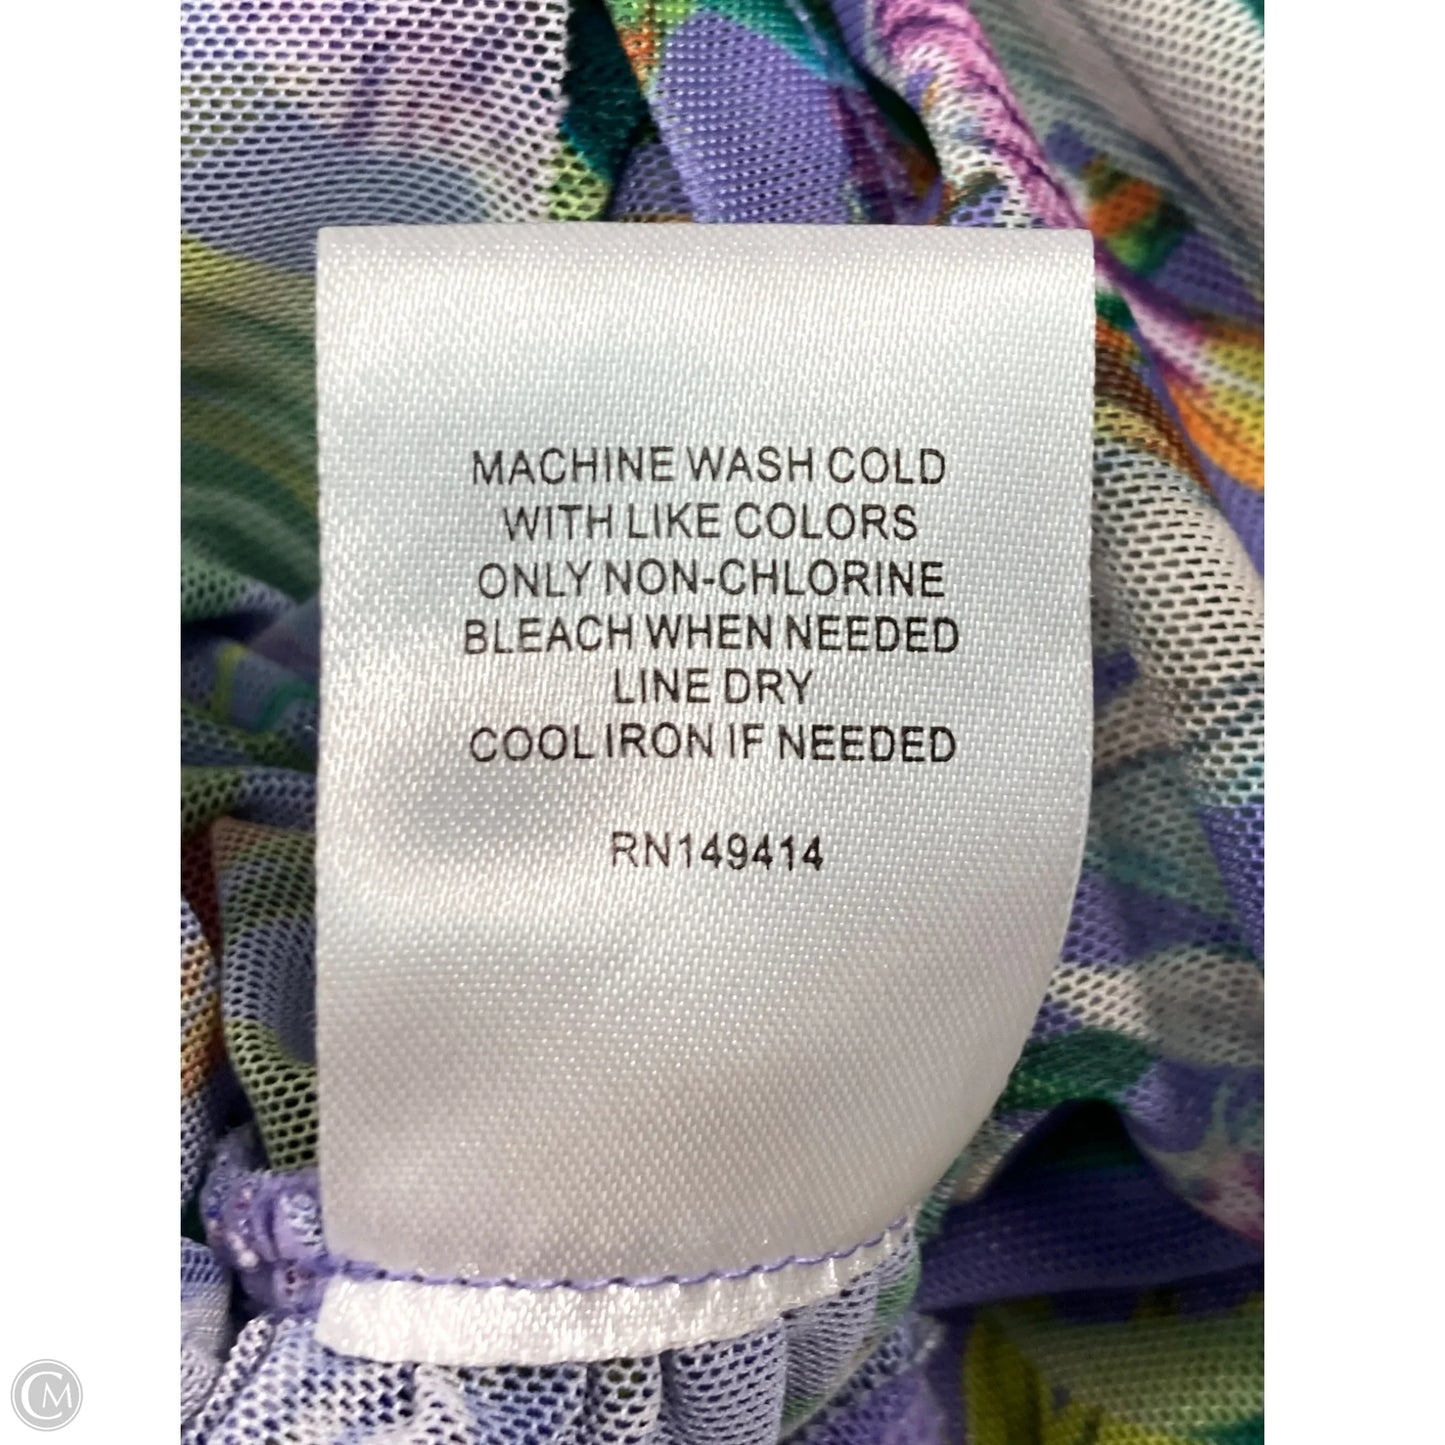 MACHINE WASH COLD
WITH LIKE COLORS
ONLY NON-CHLORINE
BLEACH WHEN NEEDED
LINE DRY
COOL IRON IF NEEDED
RN149414
CM